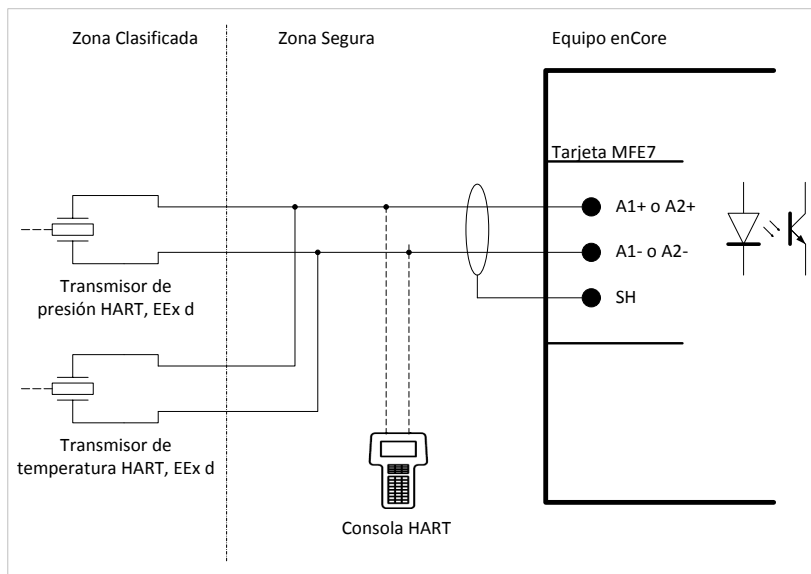 Zona Clasificada
Zona Segura
Equipo enCore
Tarjeta MFE7
A1+ o A2+
A1- o A2-
SH
Transmisor de
presión HART, EEx d
Transmisor de
temperatura HART, EEx d
Consola HART